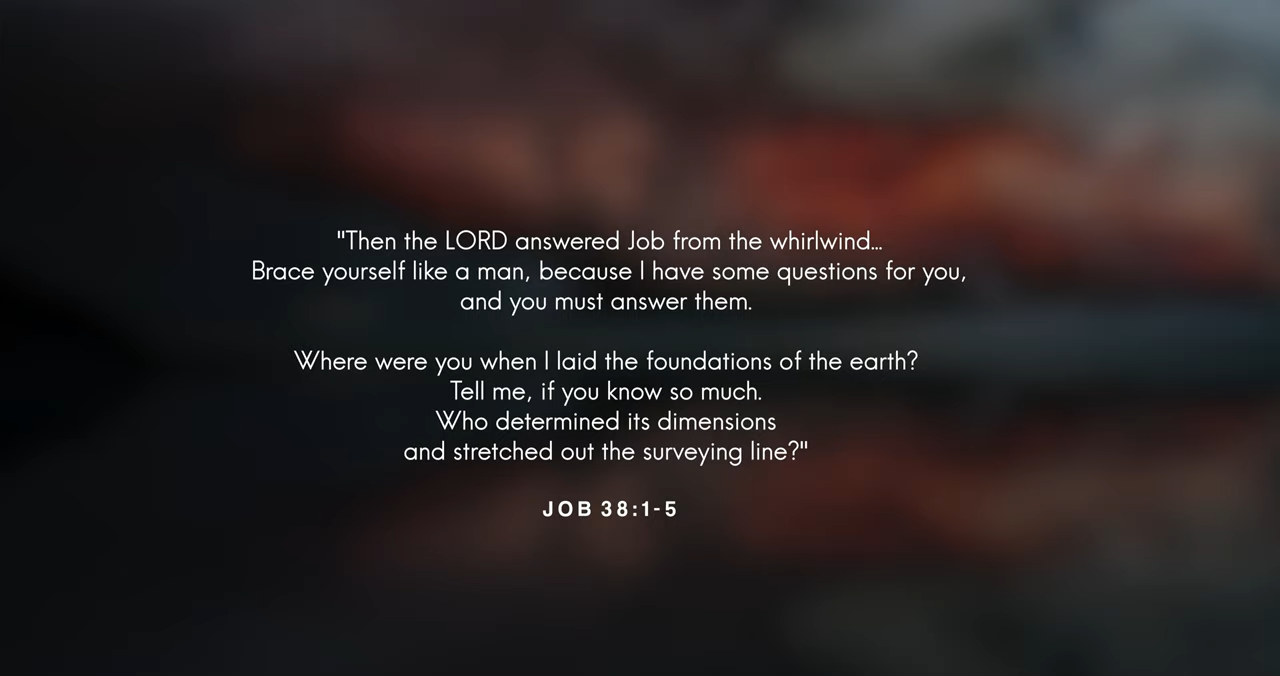 "Then the LORD answered Job from the whirlwind...
Brace yourself like a man, because I have some questions for you,
and you must answer them.
Where were you when I laid the foundations of the earth?
Tell me, if you know so much.
Who determined its dimensions
and stretched out the surveying line?"
JOB 38:1-5